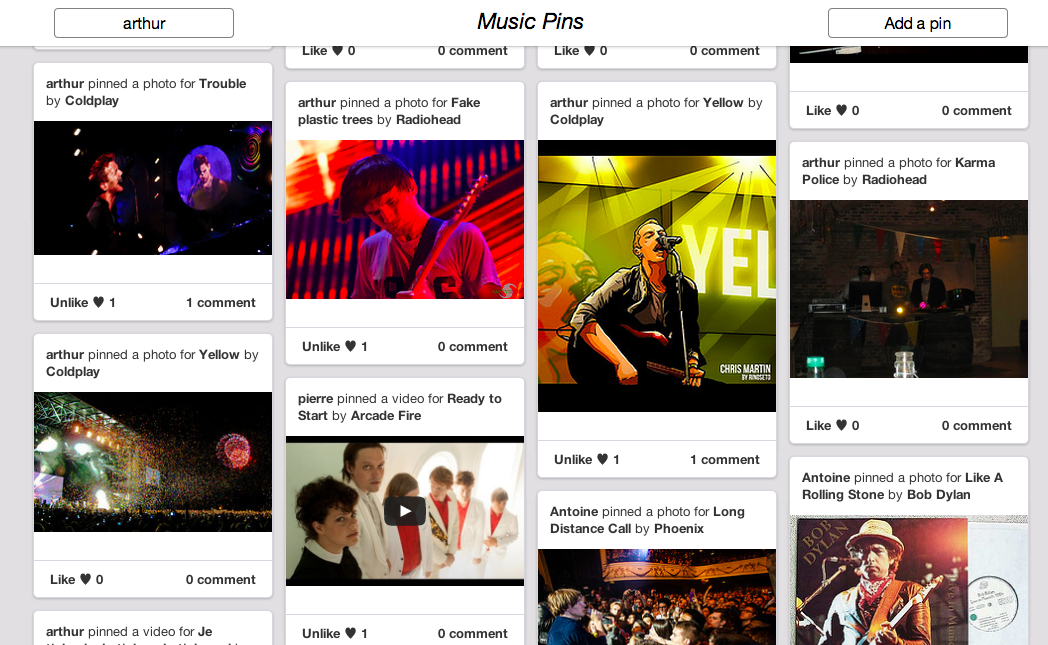 arthur
Music Pins
Add a pin
arthur pinned a photo for Trouble
by Coldplay
Unlike ♥ 1
1 comment
arthur pinned a photo for Yellow by
Coldplay
Like ♥ 0
0 comment
arthur pinned a video for Je
Like ♥ 0
0 comment
arthur pinned a photo for Fake
plastic trees by Radiohead
Unlike ♥ 1
0 comment
pierre pinned a video for Ready to
Start by Arcade Fire
Unlike ♥ 1
0 comment
Like ♥ 0
0 comment
arthur pinned a photo for Yellow by
Coldplay
YEL
CHRIS MARTIN
BY RINOSETO
Unlike ♥ 1
1 comment
Antoine pinned a photo for Long
Distance Call by Phoenix
Like ♥ 0
0 comment
arthur pinned a photo for Karma
Police by Radiohead
Like ♥ 0
0 comment
Antoine pinned a photo for Like A
Rolling Stone by Bob Dylan
BOB
DYLAN